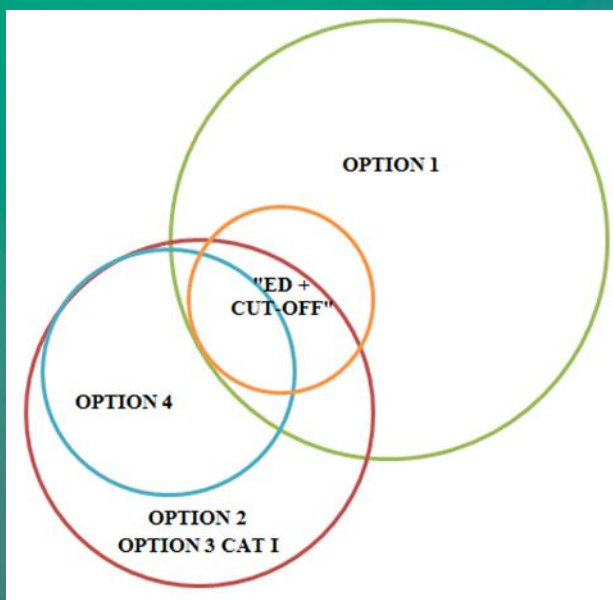 OPTION 1
"ED +
CUT-OFF"
OPTION 4
OPTION 2
OPTION 3 CAT I